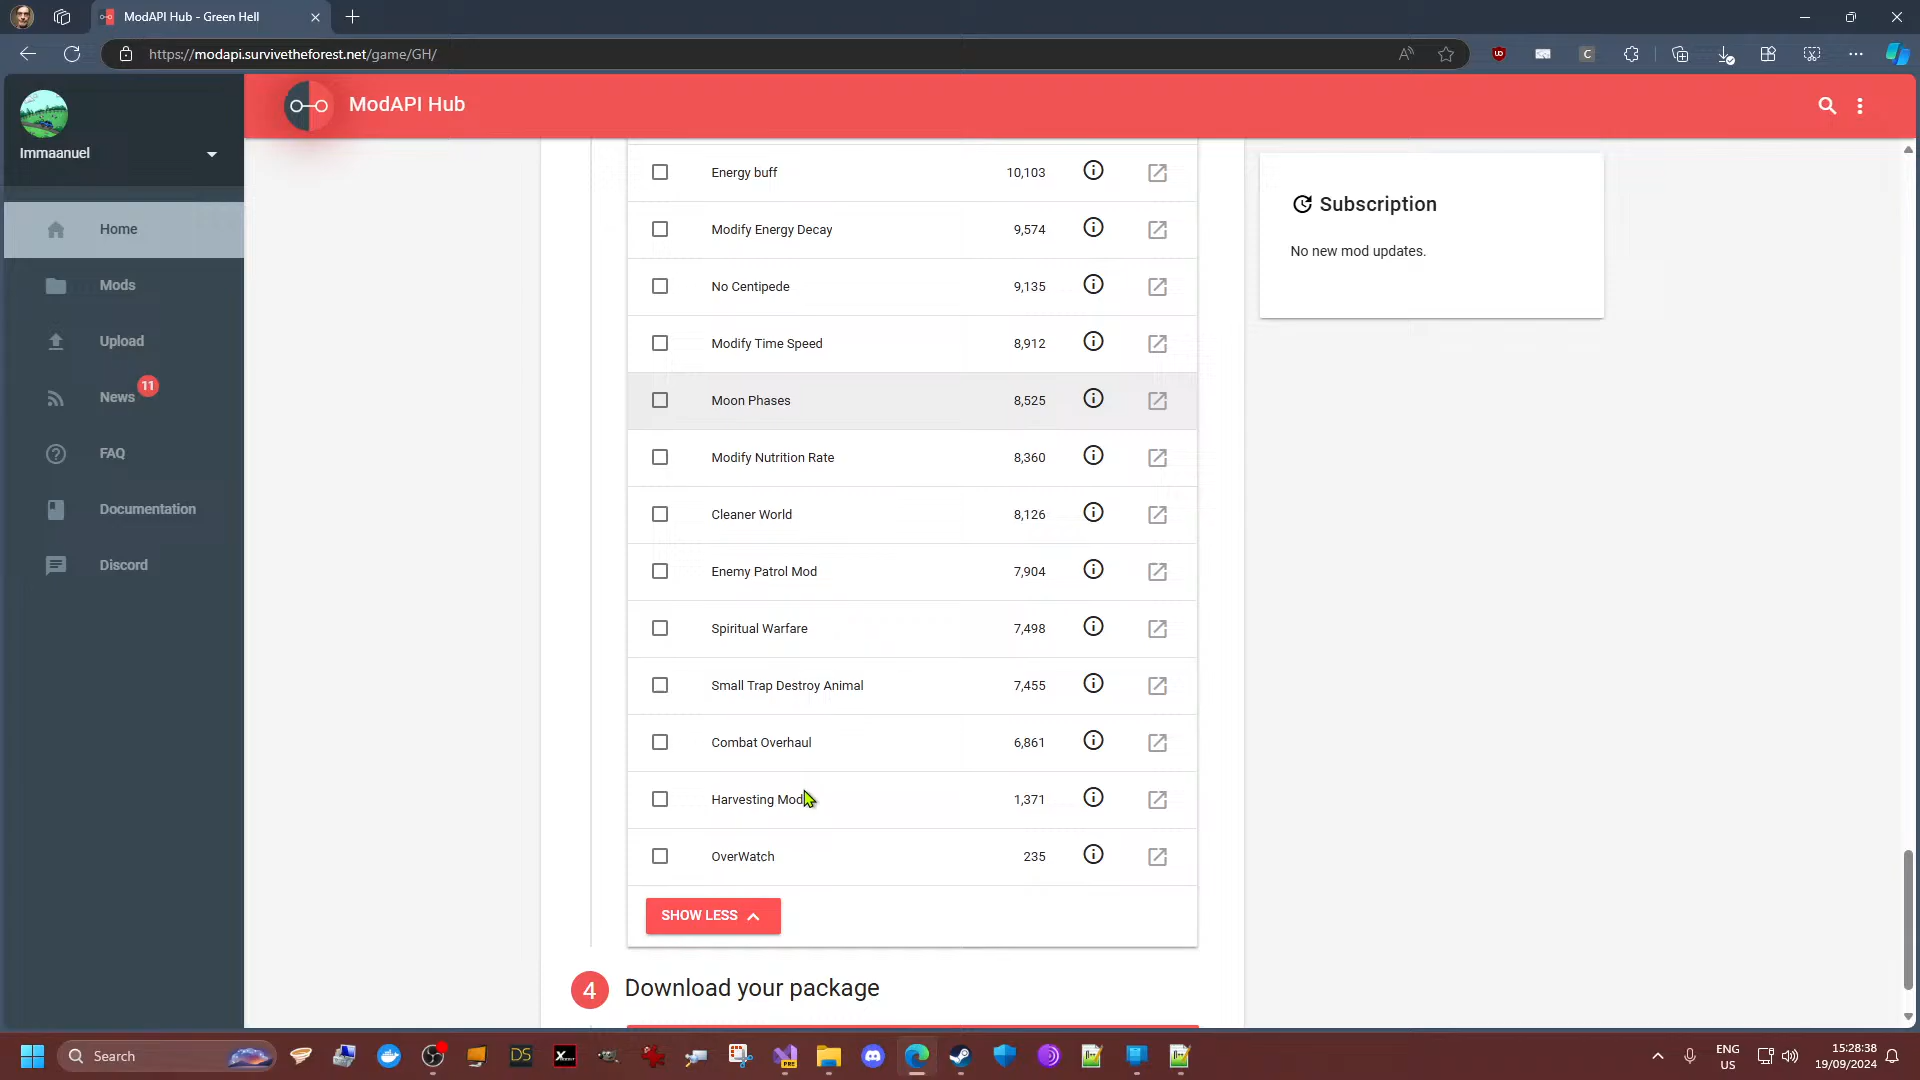 ModAPI Hub - Green Hell
https://modapi.survivetheforest.net/game/GH/
Immaanuel
ModAPI Hub
Home
Mods
Upload
News 11
FAQ
Documentation
Discord
Energy buff 10,103
Modify Energy Decay 9,574
No Centipede 9,135
Modify Time Speed 8,912
Moon Phases 8,525
Modify Nutrition Rate 8,360
Cleaner World 8,126
Enemy Patrol Mod 7,904
Spiritual Warfare 7,498
Small Trap Destroy Animal 7,455
Combat Overhaul 6,861
Harvesting Mod 1,371
OverWatch 235
SHOW LESS
4 Download your package
Subscription
No new mod updates.
Search
DS
PRE
ENG
US
15:28:38
19/09/2024